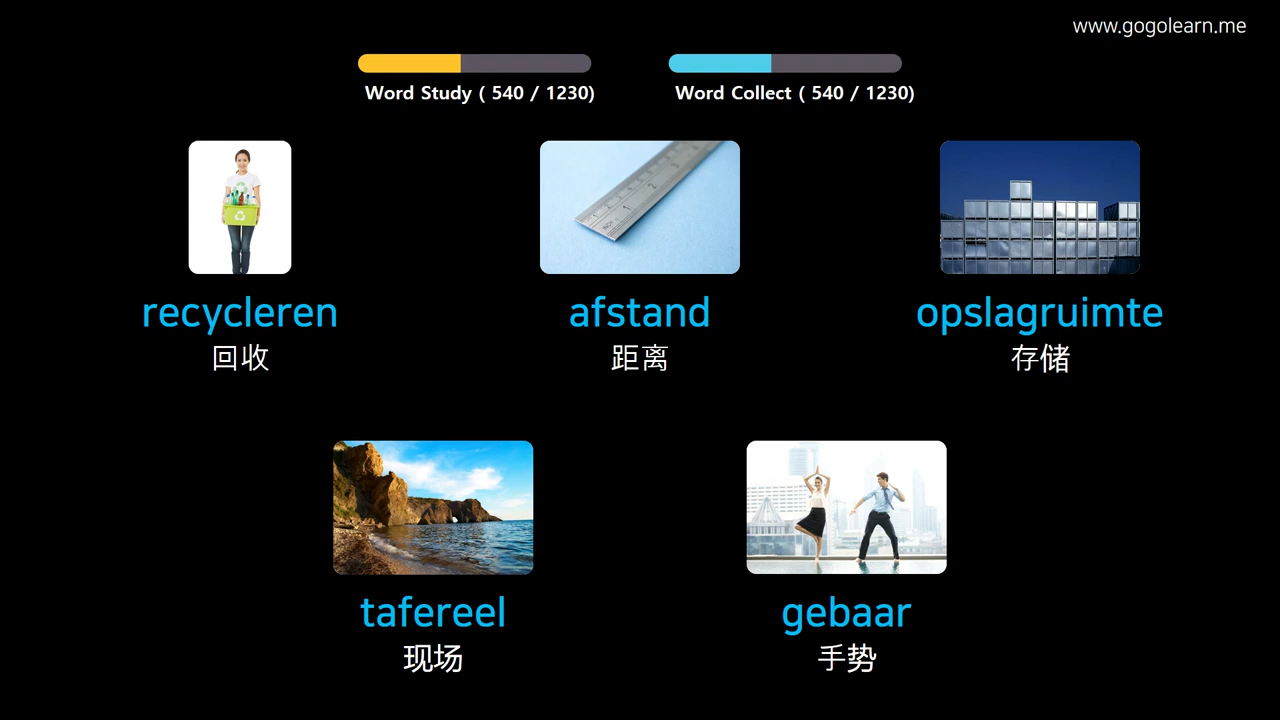 www.gogolearn.me
Word Study ( 540 / 1230)
Word Collect ( 540 / 1230)
recycleren
回收
afstand
距离
opslagruimte
存储
tafereel
现场
gebaar
手势